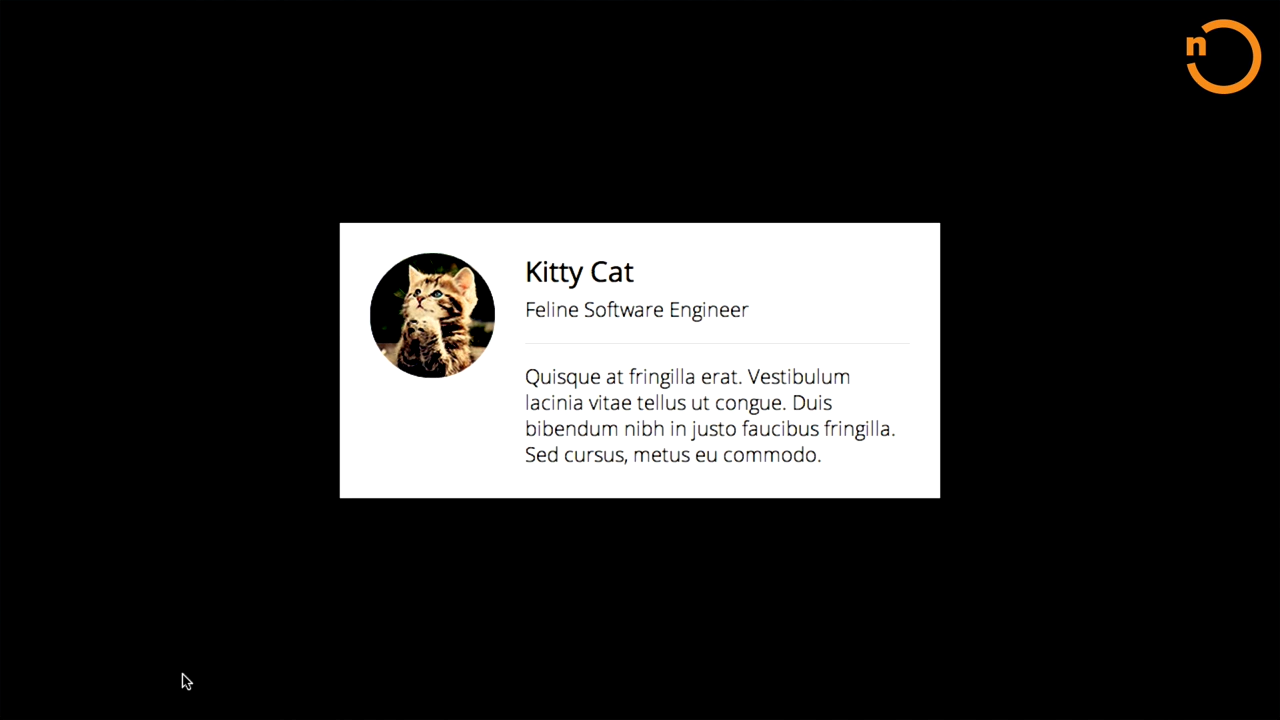 n
Kitty Cat
Feline Software Engineer
Quisque at fringilla erat. Vestibulum
lacinia vitae tellus ut congue. Duis
bibendum nibh in justo faucibus fringilla.
Sed cursus, metus eu commodo.